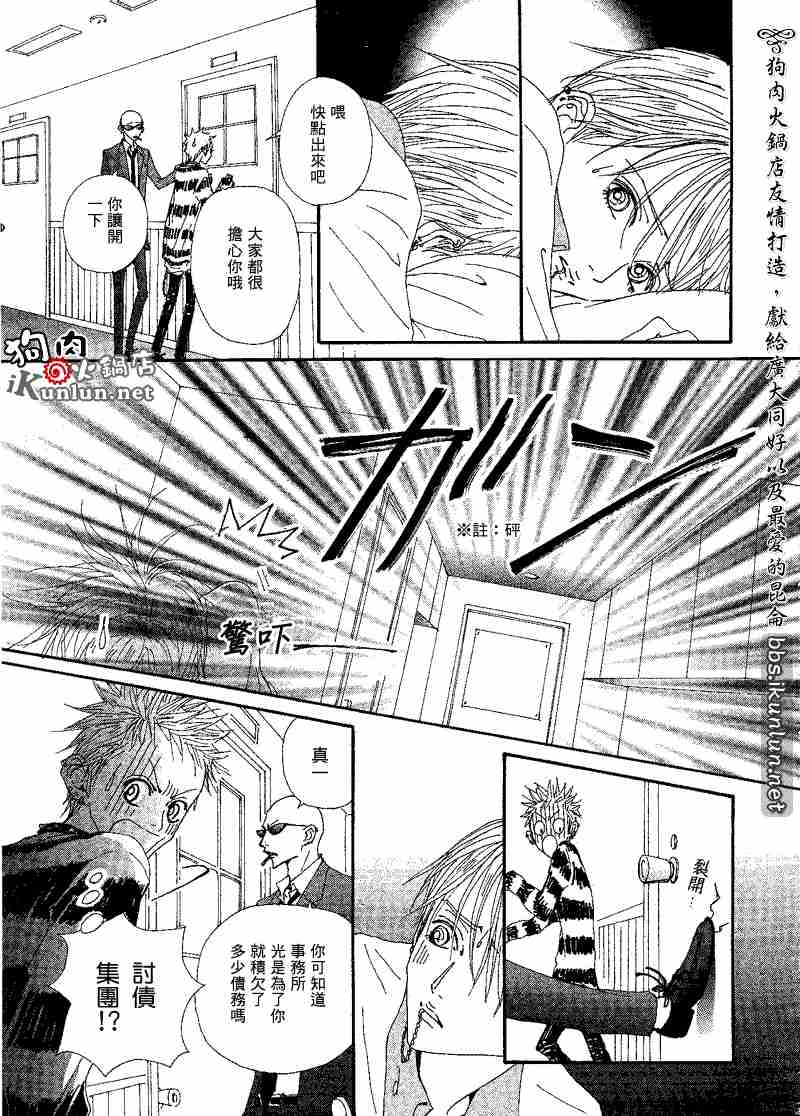 喂
快點出來吧
大家都很
擔心你哦
你讓開
一下
狗肉火鍋店
iKunlun.net
ガーン
※註：砰
驚吓
裂開…
真一
你可知道
事務所
光是為了你
就積欠了
多少債務嗎
討債
集團!?
狗肉火鍋店友情打造，獻給廣大同好以及最愛的昆侖
bbs.ikunlun.net